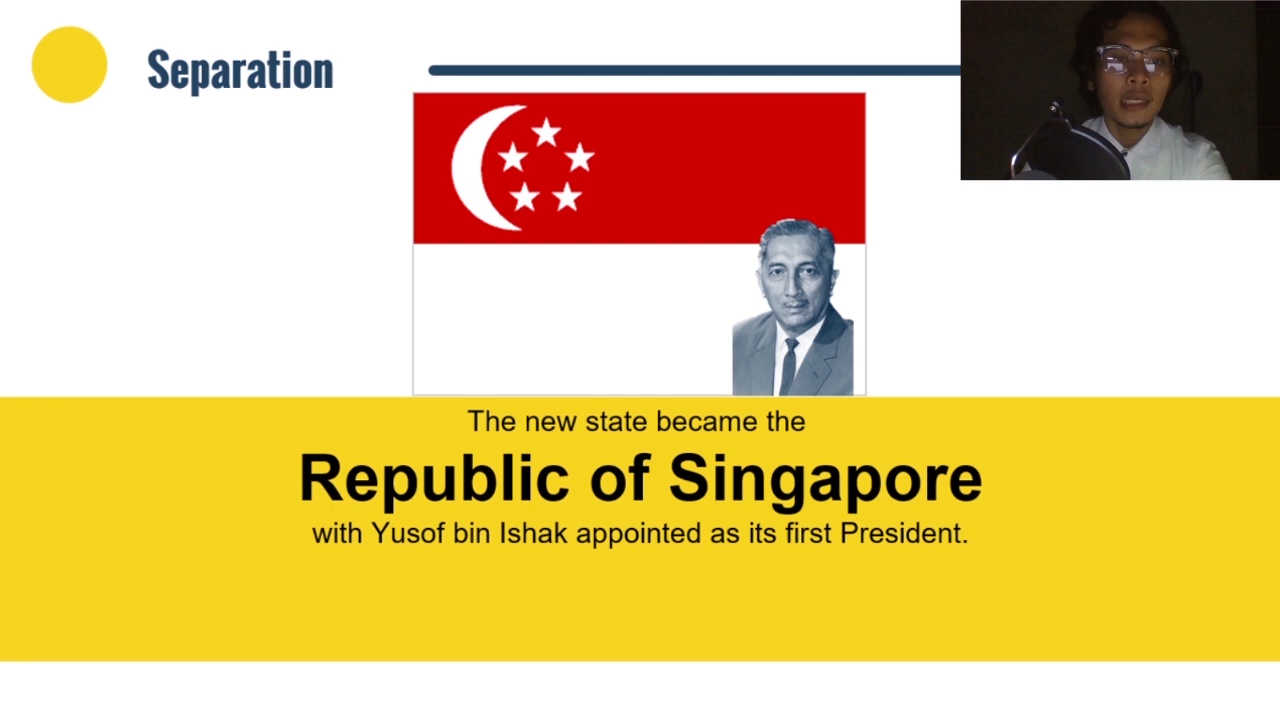 Separation
The new state became the
Republic of Singapore
with Yusof bin Ishak appointed as its first President.